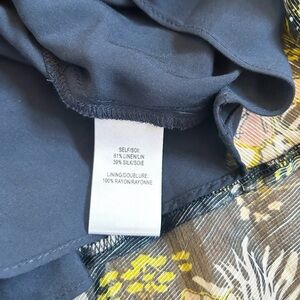 SELF/SOI:
61% LINEN/LIN
39% SILK/SOIE
LINING/DOUBLURE:
100% RAYON/RAYONNE